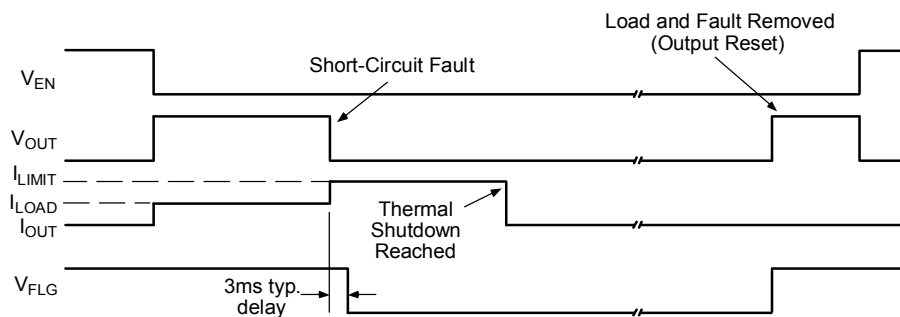 Load and Fault Removed
(Output Reset)
VEN
Short-Circuit Fault
VOUT
ILIMIT
ILOAD
IOUT
Thermal
Shutdown
Reached
VFLG
3ms typ.
delay